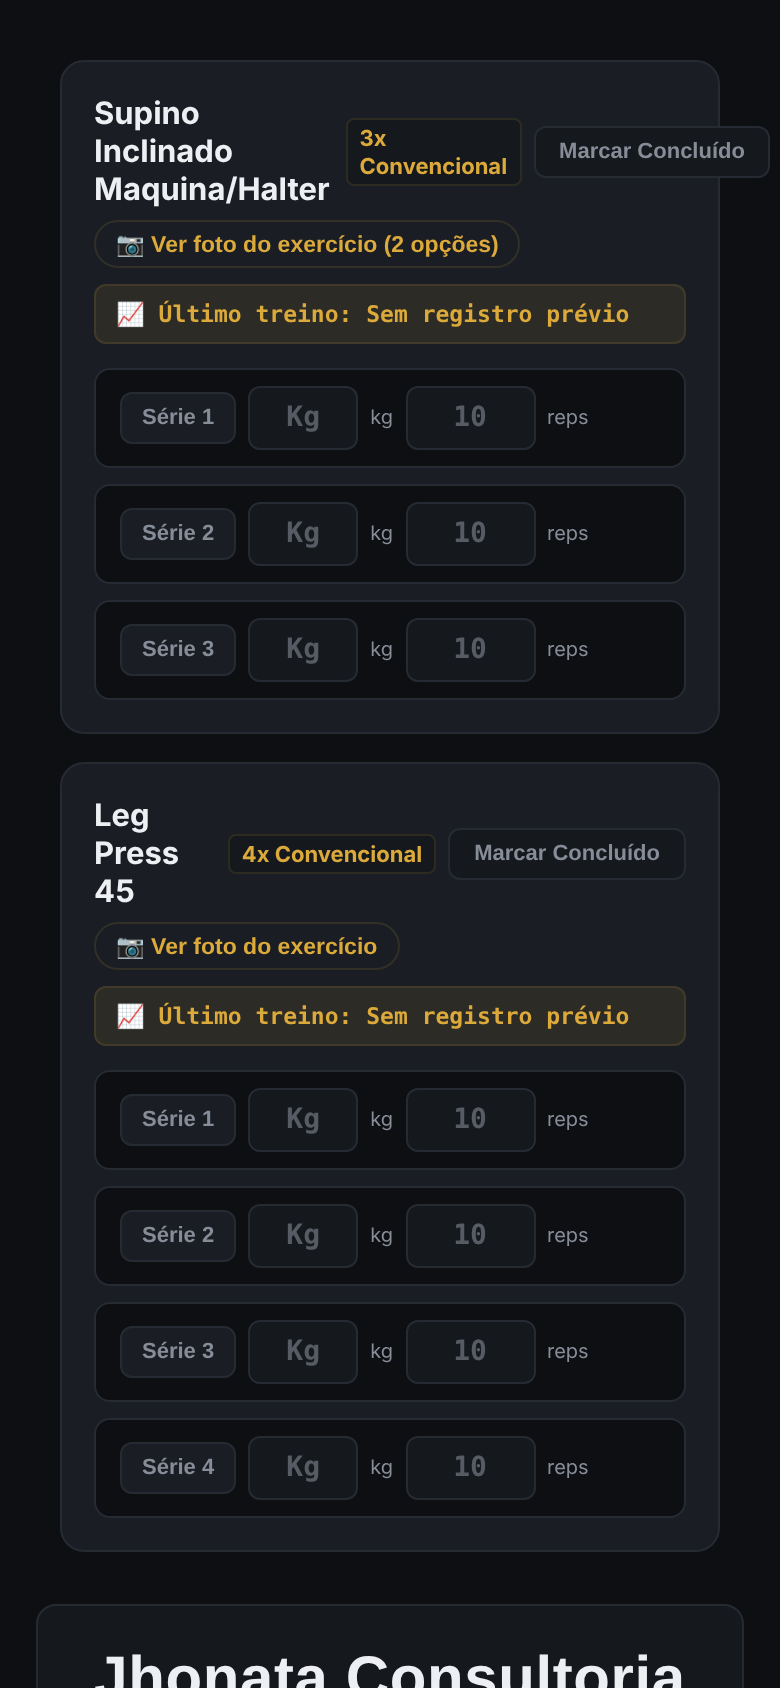 Supino
Inclinado
Maquina/Halter
3x
Convencional
Marcar Concluído
Ver foto do exercício (2 opções)
Último treino: Sem registro prévio
Série 1 Kg kg 10 reps
Série 2 Kg kg 10 reps
Série 3 Kg kg 10 reps
Leg
Press
45
4x Convencional
Marcar Concluído
Ver foto do exercício
Último treino: Sem registro prévio
Série 1 Kg kg 10 reps
Série 2 Kg kg 10 reps
Série 3 Kg kg 10 reps
Série 4 Kg kg 10 reps
Jhonata Consultoria